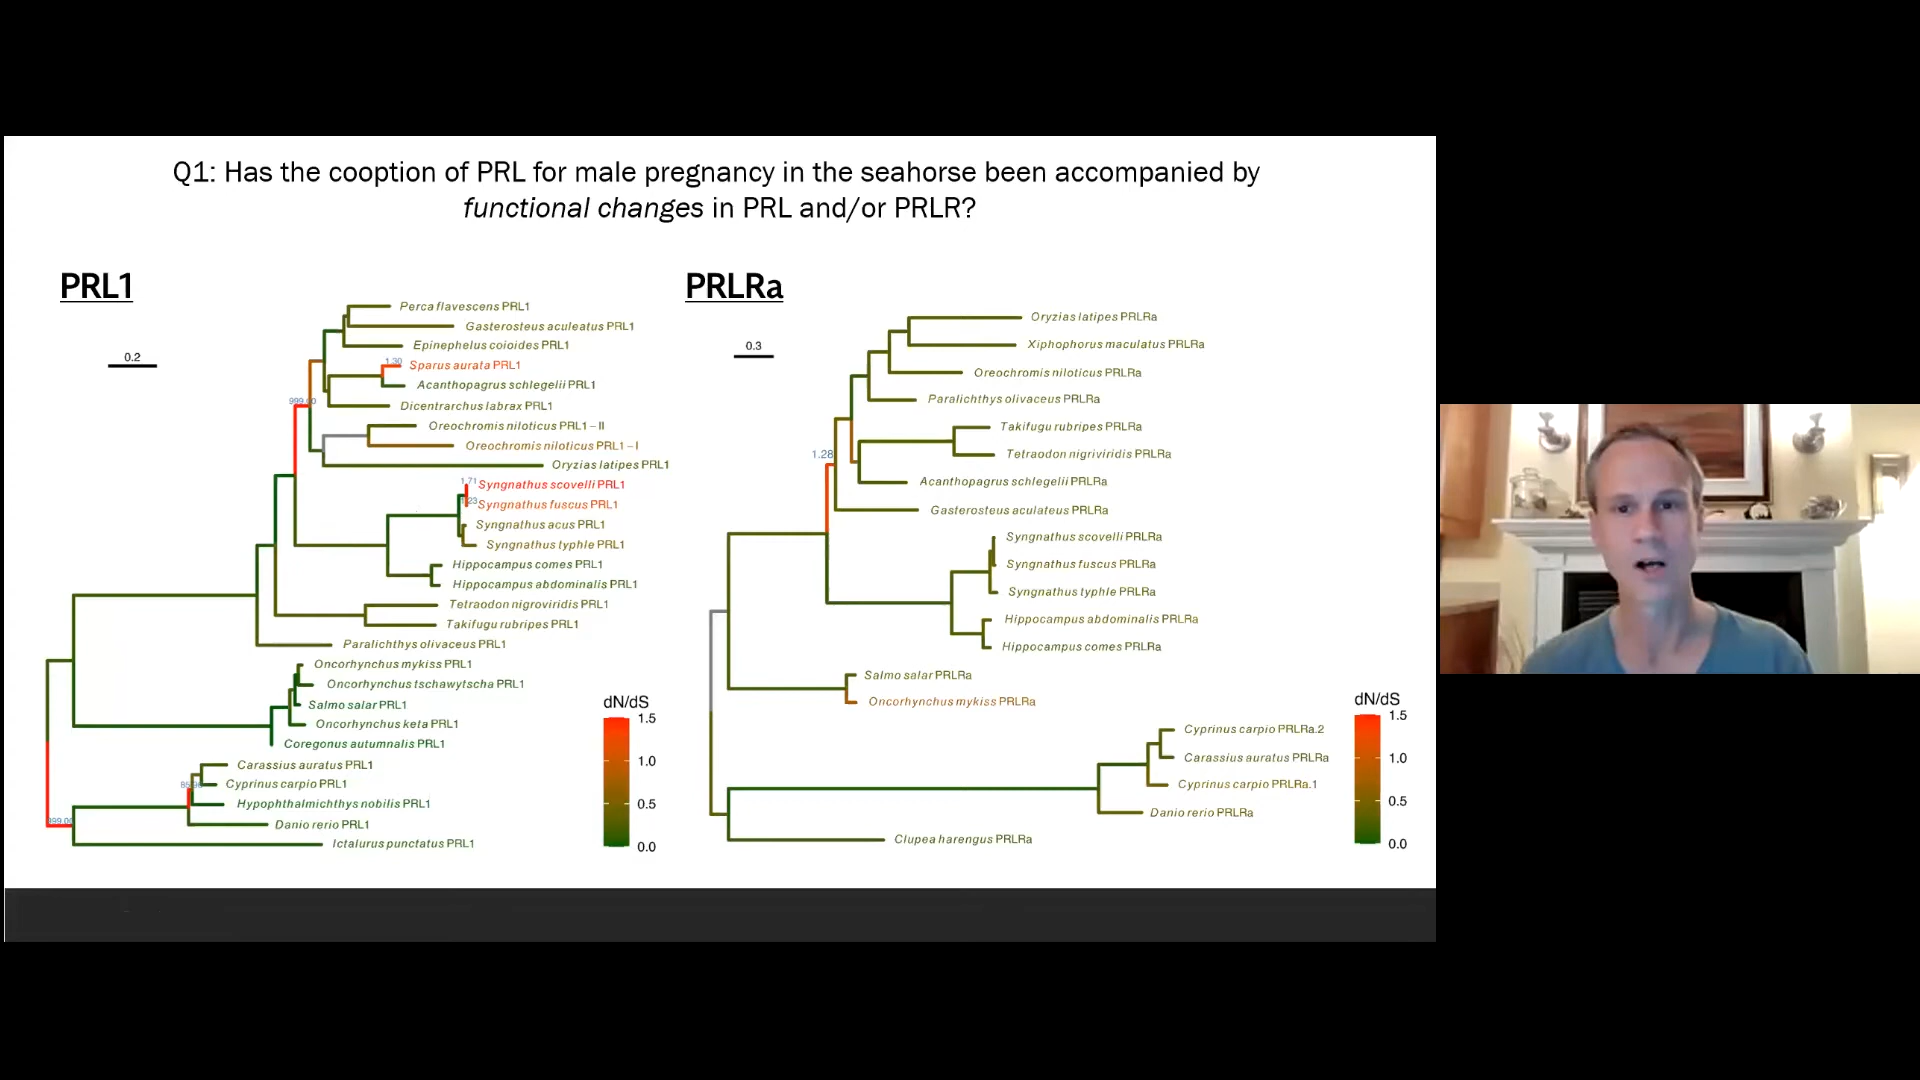 Q1: Has the cooption of PRL for male pregnancy in the seahorse been accompanied by
functional changes in PRL and/or PRLR?
PRL1
0.2
Perca flavescens PRL1
Gasterosteus aculeatus PRL1
Epinephelus coioides PRL1
1.30
Sparus aurata PRL1
Acanthopagrus schlegelii PRL1
Dicentrarchus labrax PRL1
Oreochromis niloticus PRL1-II
Oreochromis niloticus PRL1-I
Oryzias latipes PRL1
1.71
Syngnathus scovelli PRL1
Syngnathus fuscus PRL1
Syngnathus acus PRL1
Syngnathus typhle PRL1
Hippocampus comes PRL1
Hippocampus abdominalis PRL1
Tetraodon nigroviridis PRL1
Takifugu rubripes PRL1
Paralichthys olivaceus PRL1
Oncorhynchus mykiss PRL1
Oncorhynchus tschawytscha PRL1
Salmo salar PRL1
Oncorhynchus keta PRL1
Coregonus autumnalis PRL1
Carassius auratus PRL1
Cyprinus carpio PRL1
Hypophthalmichthys nobilis PRL1
Danio rerio PRL1
Ictalurus punctatus PRL1
dN/dS
1.5
1.0
0.5
0.0
PRLRa
0.3
Oryzias latipes PRLRa
Xiphophorus maculatus PRLRa
Oreochromis niloticus PRLRa
Paralichthys olivaceus PRLRa
Takifugu rubripes PRLRa
1.28
Tetraodon nigriviridis PRLRa
Acanthopagrus schlegelii PRLRa
Gasterosteus aculateus PRLRa
Syngnathus scovelli PRLRa
Syngnathus fuscus PRLRa
Syngnathus typhle PRLRa
Hippocampus abdominalis PRLRa
Hippocampus comes PRLRa
Salmo salar PRLRa
Oncorhynchus mykiss PRLRa
Cyprinus carpio PRLRa.2
Carassius auratus PRLRa
Cyprinus carpio PRLRa.1
Danio rerio PRLRa
Clupea harengus PRLRa
dN/dS
1.5
1.0
0.5
0.0